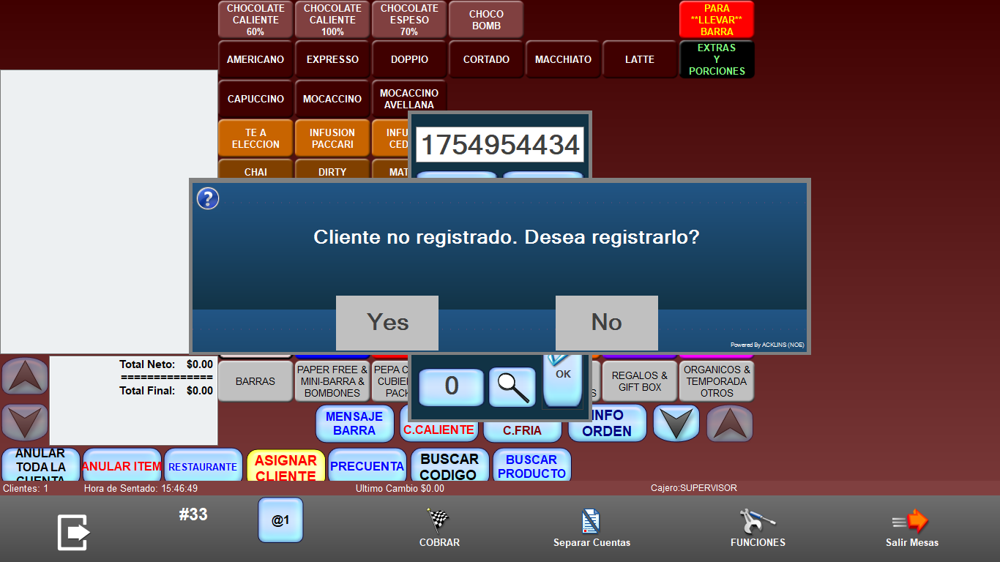 CHOCOLATE
CALIENTE
60%
CHOCOLATE
CALIENTE
100%
CHOCOLATE
ESPESO
70%
CHOCO
BOMB
PARA
**LLEVAR**
BARRA
AMERICANO
EXPRESSO
DOPPIO
CORTADO
MACCHIATO
LATTE
EXTRAS
Y
PORCIONES
CAPUCCINO
MOCACCINO
MOCACCINO
AVELLANA
TE A
ELECCION
INFUSION
PACCARI
INFU
CED
1754954434
CHAI
DIRTY
MAT
Cliente no registrado. Desea registrarlo?
Yes
No
Powered By ACKLINS (NOE)
Total Neto: $0.00
==============
Total Final: $0.00
BARRAS
PAPER FREE &
MINI-BARRA &
BOMBONES
PEPA C
CUBIE
PACK
0
OK
S
REGALOS &
GIFT BOX
ORGANICOS &
TEMPORADA
OTROS
MENSAJE
BARRA
C.CALIENTE
C.FRIA
INFO
ORDEN
ANULAR
TODA LA
CUENTA
ANULAR ITEM
RESTAURANTE
ASIGNAR
CLIENTE
PRECUENTA
BUSCAR
CODIGO
BUSCAR
PRODUCTO
Clientes: 1
Hora de Sentado: 15:46:49
Ultimo Cambio $0.00
Cajero:SUPERVISOR
#33
@1
COBRAR
Separar Cuentas
FUNCIONES
Salir Mesas